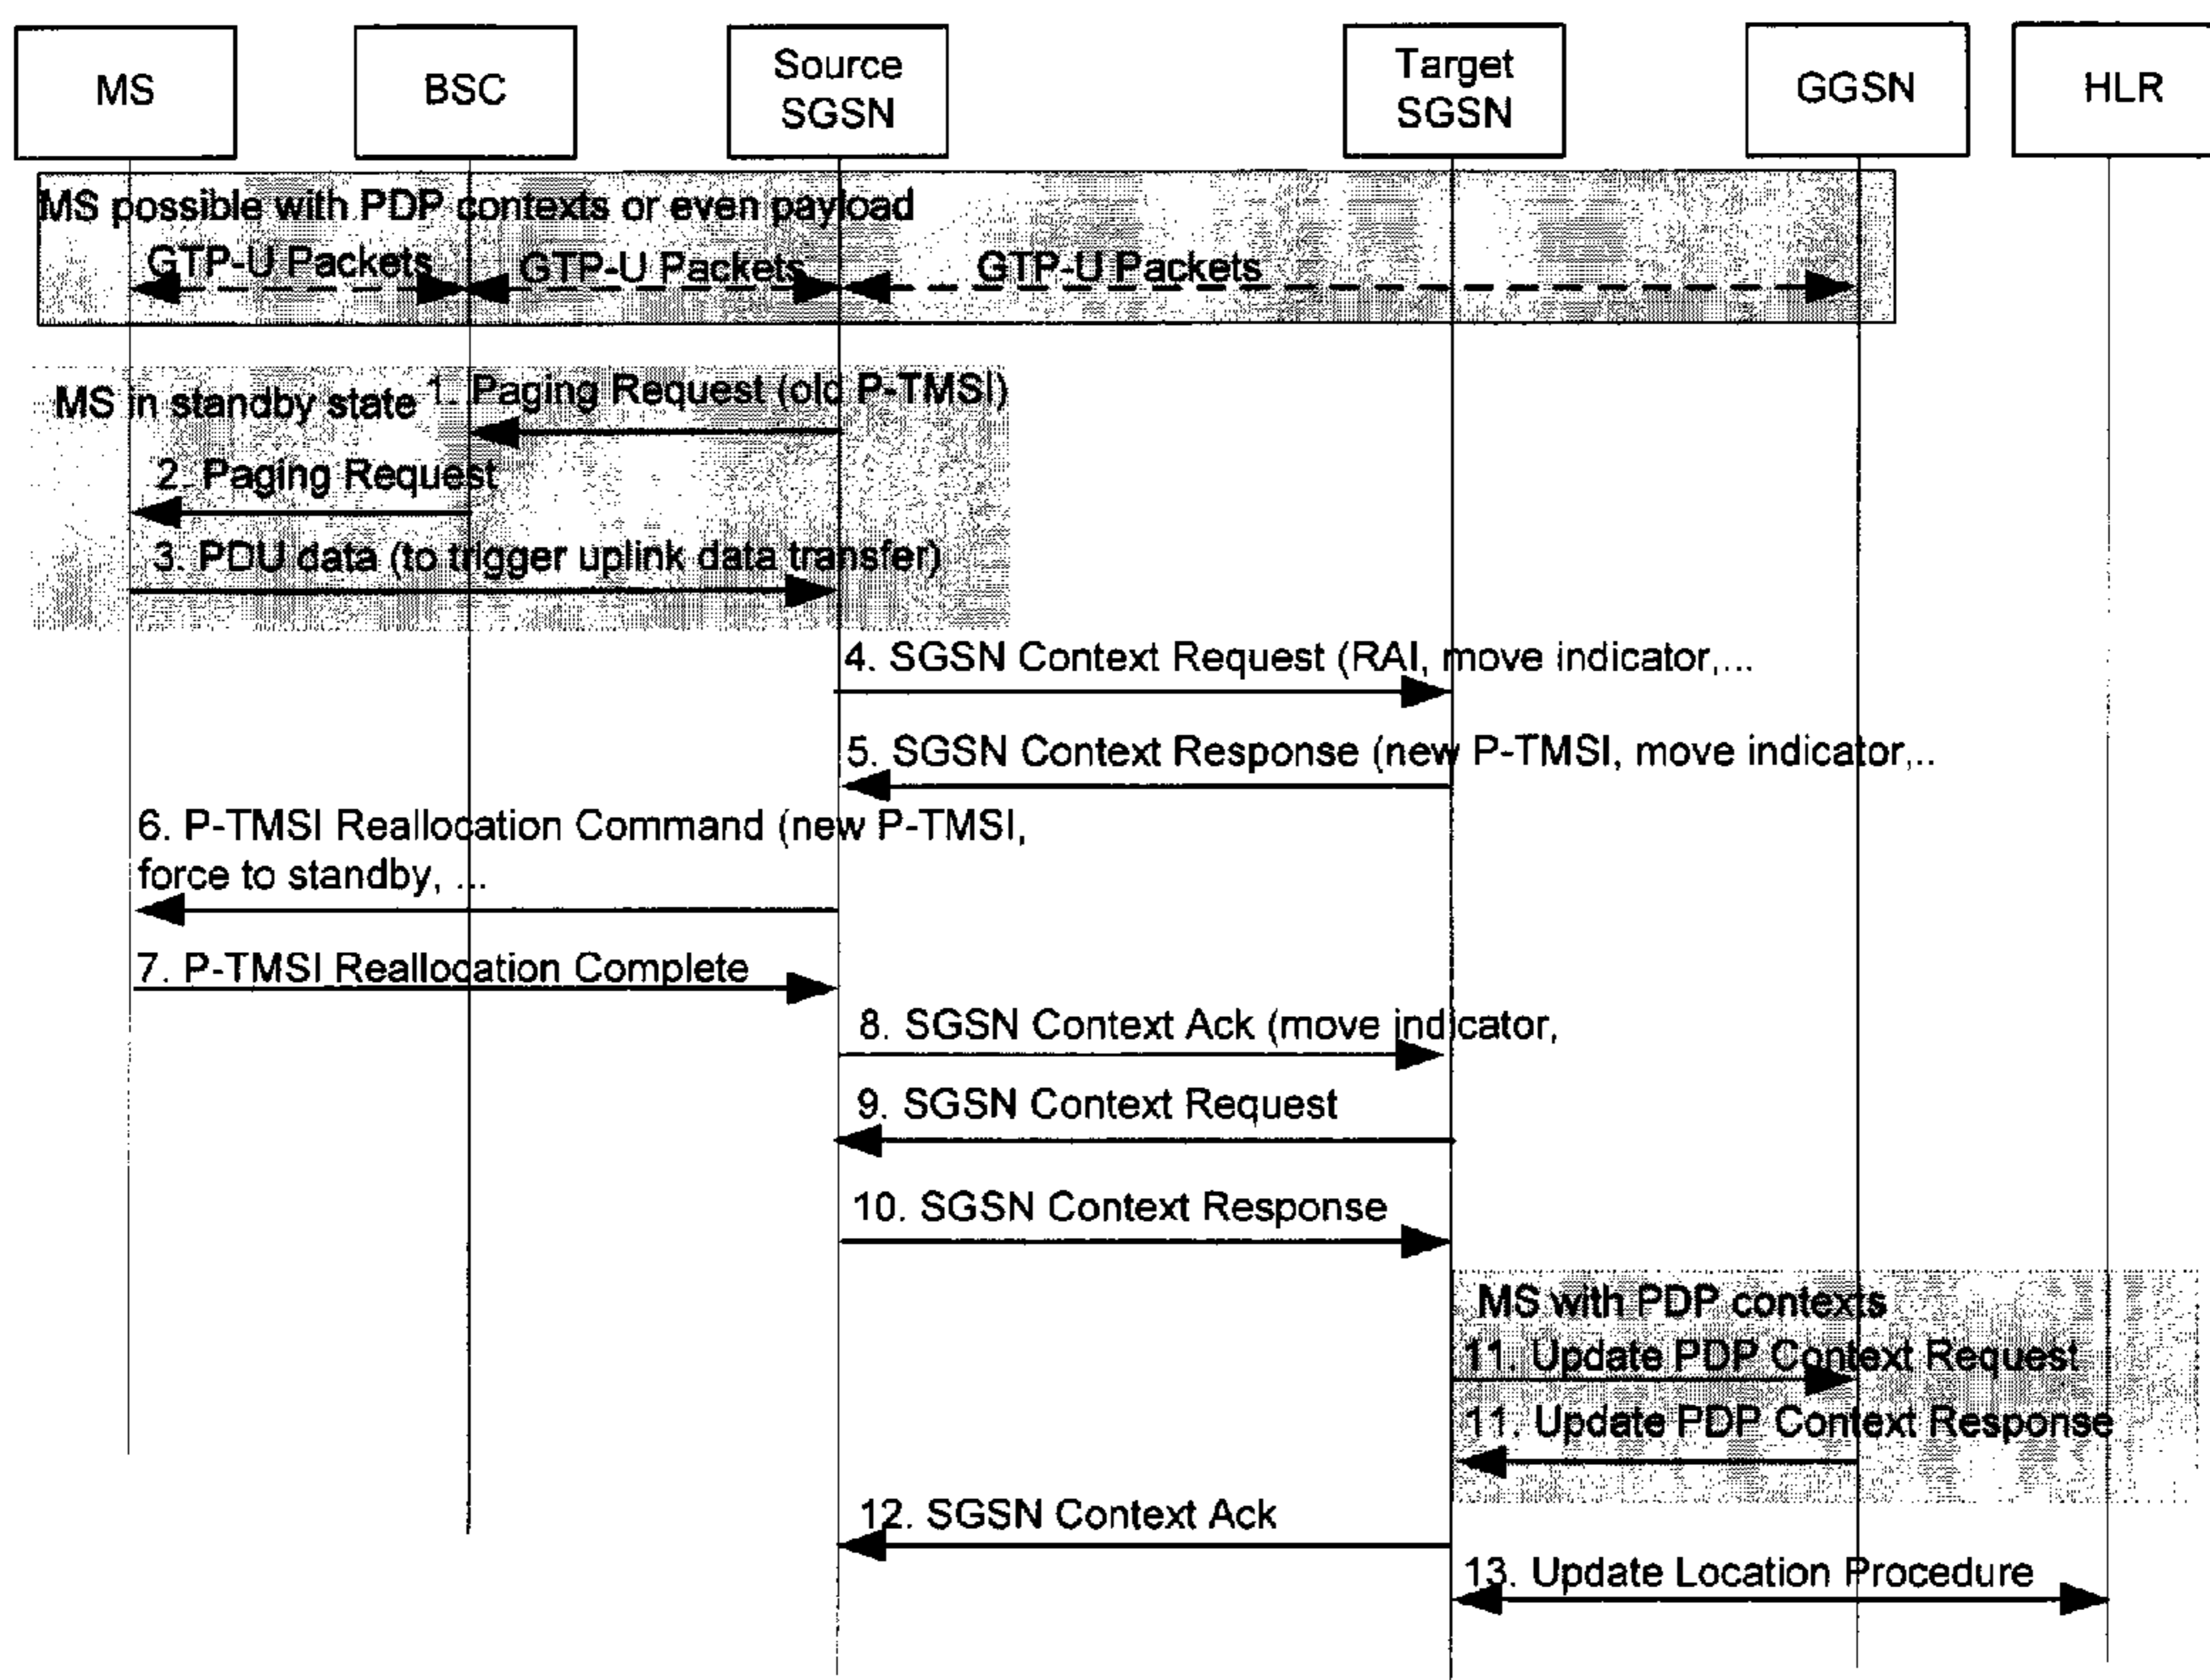 MS
BSC
Source
SGSN
Target
SGSN
GGSN
HLR
MS possible with PDP contexts or even payload
GTP-U Packets
GTP-U Packets
GTP-U Packets
MS in standby state
1. Paging Request (old P-TMSI)
2. Paging Request
3. PDU data (to trigger uplink data transfer)
4. SGSN Context Request (RAI, move indicator,...
5. SGSN Context Response (new P-TMSI, move indicator,..
6. P-TMSI Reallocation Command (new P-TMSI,
force to standby, ...
7. P-TMSI Reallocation Complete
8. SGSN Context Ack (move indicator,
9. SGSN Context Request
10. SGSN Context Response
MS with PDP contexts
11. Update PDP Context Request
11. Update PDP Context Response
12. SGSN Context Ack
13. Update Location Procedure